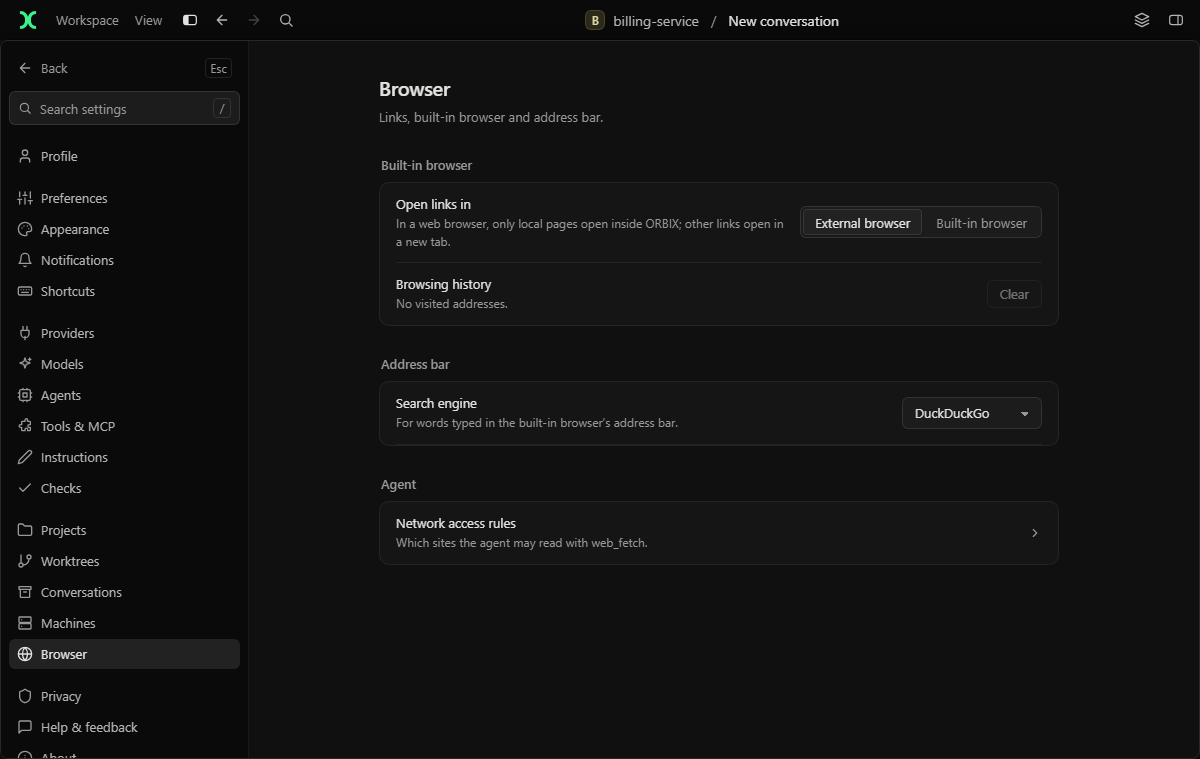 Workspace View B billing-service / New conversation
Back Esc
Search settings /
Profile
Preferences
Appearance
Notifications
Shortcuts
Providers
Models
Agents
Tools & MCP
Instructions
Checks
Projects
Worktrees
Conversations
Machines
Browser
Privacy
Help & feedback
About
Browser
Links, built-in browser and address bar.
Built-in browser
Open links in
In a web browser, only local pages open inside ORBIX; other links open in
a new tab.
External browser Built-in browser
Browsing history
No visited addresses.
Clear
Address bar
Search engine
For words typed in the built-in browser's address bar.
DuckDuckGo
Agent
Network access rules
Which sites the agent may read with web_fetch.